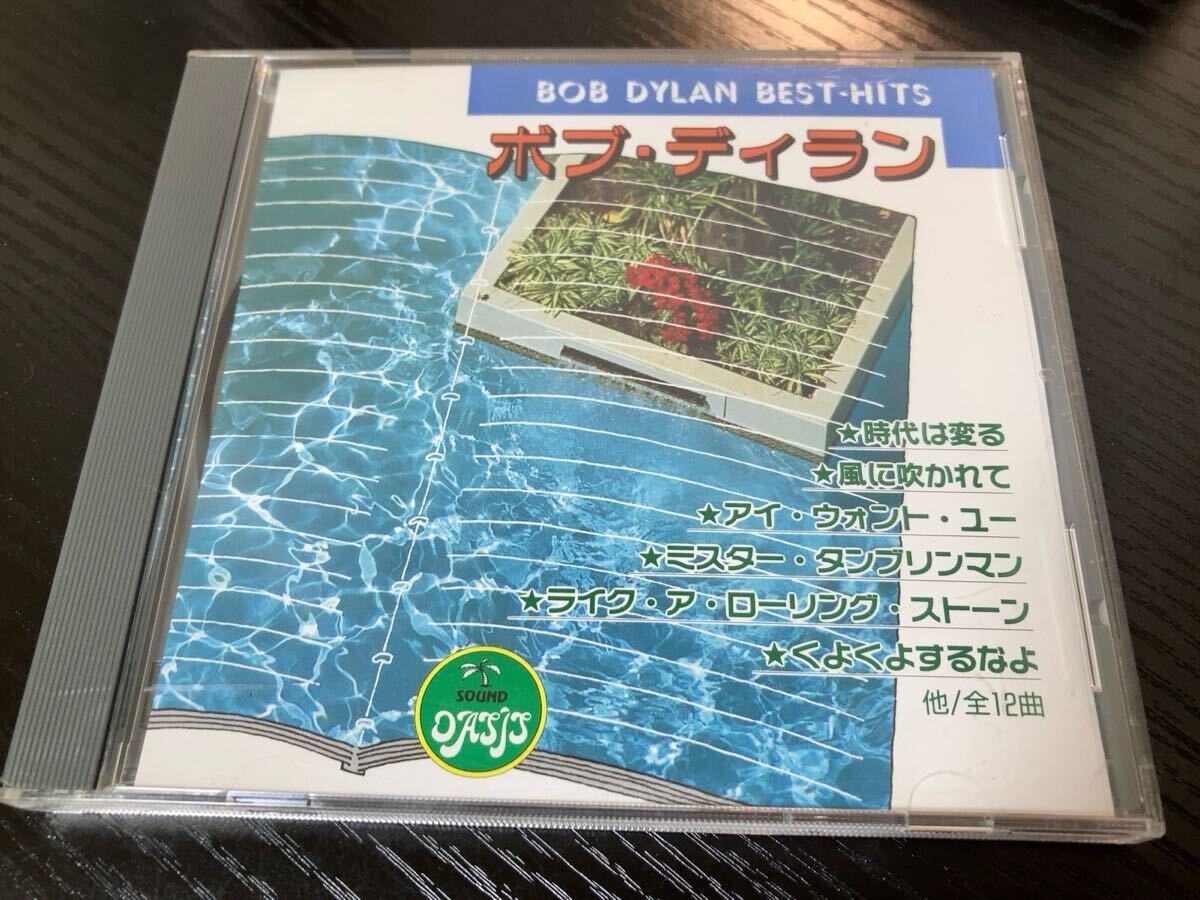 BOB DYLAN BEST-HITS
ボブ・ディラン
★時代は変る
★風に吹かれて
★アイ・ウォント・ユー
★ミスター・タンブリンマン
★ライク・ア・ローリング・ストーン
★くよくよするなよ
他/全12曲
SOUND
OASIS